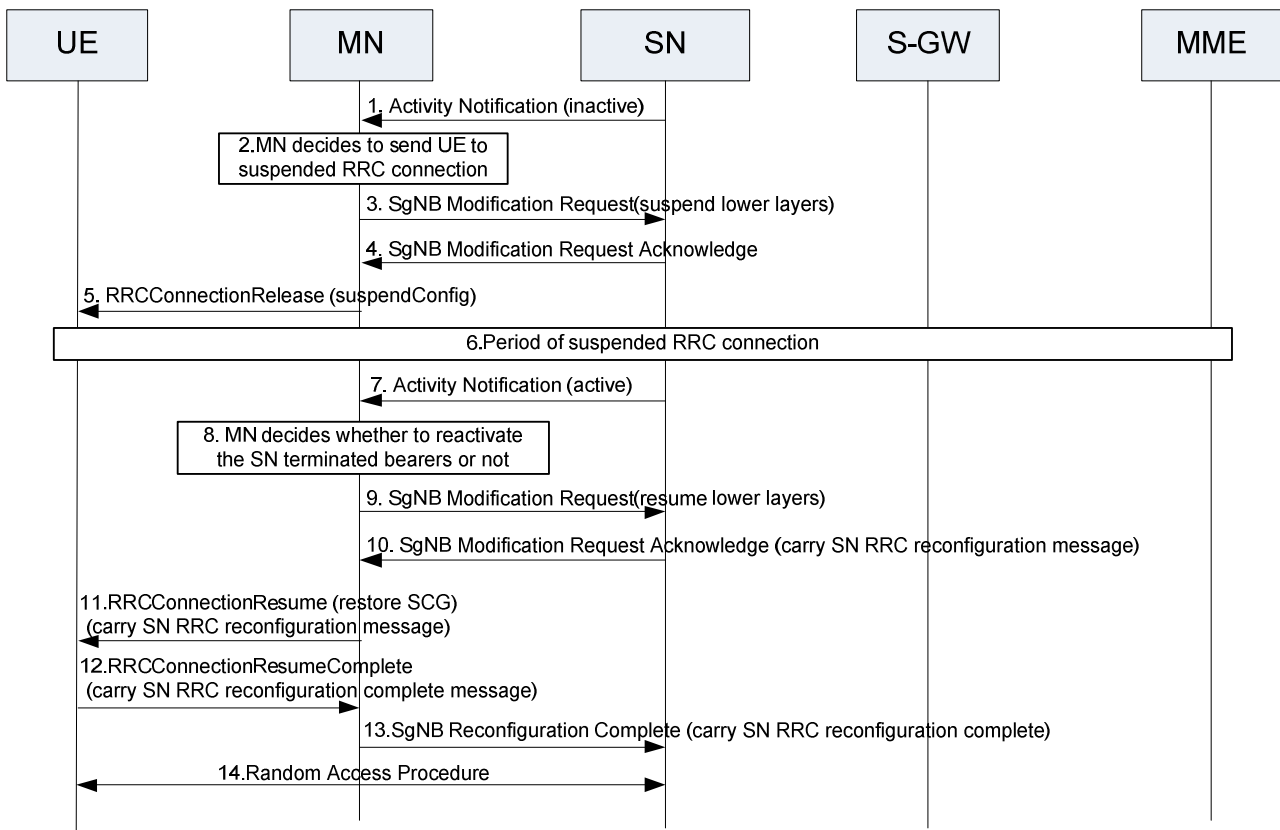 UE
MN
SN
S-GW
MME
1. Activity Notification (inactive)
2.MN decides to send UE to
suspended RRC connection
3. SgNB Modification Request(suspend lower layers)
4. SgNB Modification Request Acknowledge
5. RRCConnectionRelease (suspendConfig)
6.Period of suspended RRC connection
7. Activity Notification (active)
8. MN decides whether to reactivate
the SN terminated bearers or not
9. SgNB Modification Request(resume lower layers)
10. SgNB Modification Request Acknowledge (carry SN RRC reconfiguration message)
11.RRCConnectionResume (restore SCG)
(carry SN RRC reconfiguration message)
12.RRCConnectionResumeComplete
(carry SN RRC reconfiguration complete message)
13.SgNB Reconfiguration Complete (carry SN RRC reconfiguration complete)
14.Random Access Procedure